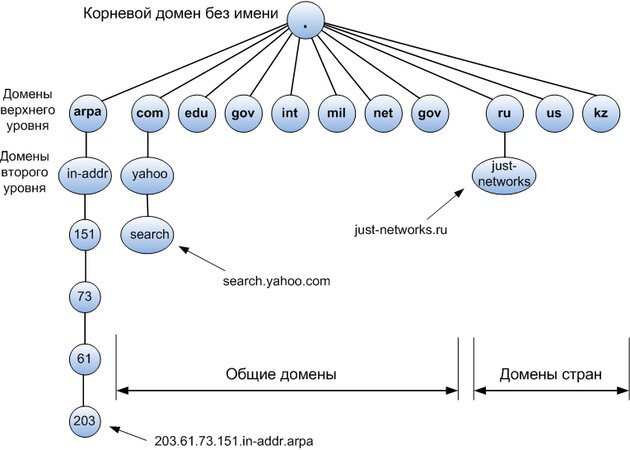 Корневой домен без имени
.
Домены
верхнего
уровня
arpa com edu gov int mil net gov ru us kz
Домены
второго
уровня
in-addr yahoo just-
networks
151 search
just-networks.ru
search.yahoo.com
73
61
Общие домены Домены стран
203
203.61.73.151.in-addr.arpa